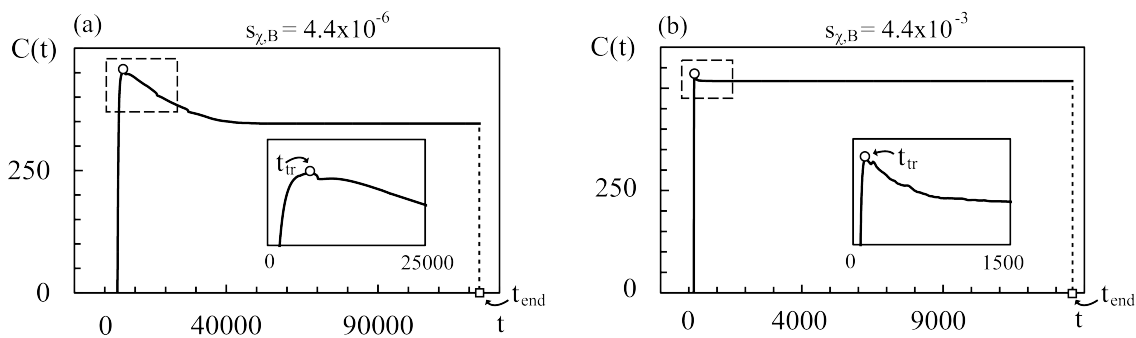 (a) s_χ,B = 4.4x10⁻⁶
C(t)
250
0
0 40000 90000 t
t_end
t_tr
0 25000
(b) s_χ,B = 4.4x10⁻³
C(t)
250
0
0 4000 9000 t
t_end
t_tr
0 1500